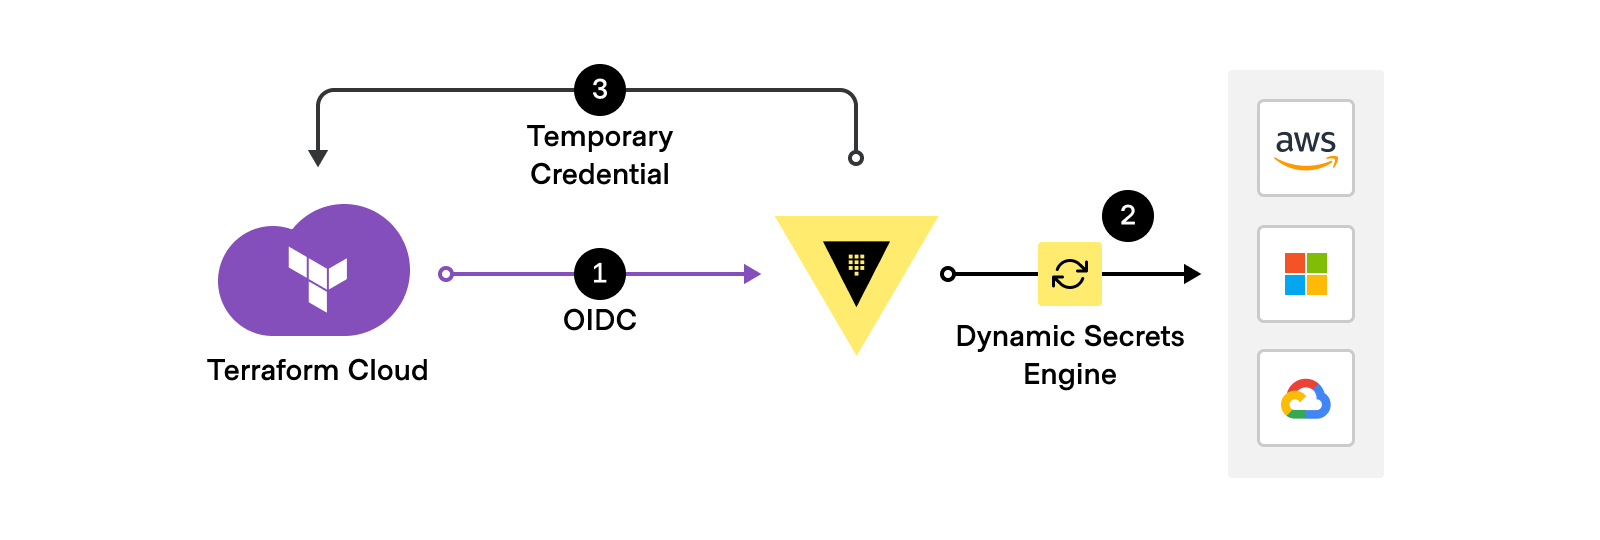 3
Temporary
Credential
aws
2
1
OIDC
Dynamic Secrets
Engine
Terraform Cloud